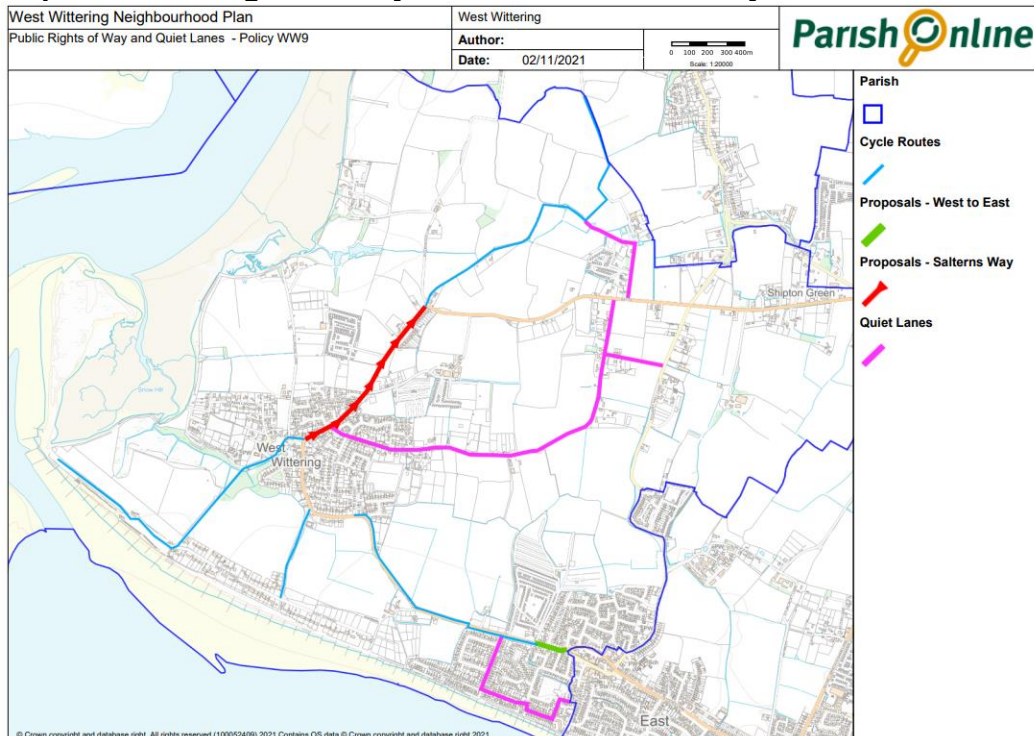 West Wittering Neighbourhood Plan
West Wittering
Public Rights of Way and Quiet Lanes - Policy WW9
Author:
Date: 02/11/2021
0 100 200 300 400m
Scale: 1:20000
Parish Online
Parish
Cycle Routes
Proposals - West to East
Proposals - Salterns Way
Quiet Lanes
Shipton Green
West
Wittering
East
© Crown copyright and database right. All rights reserved (100052409) 2021 Contains OS data © Crown copyright and database right 2021